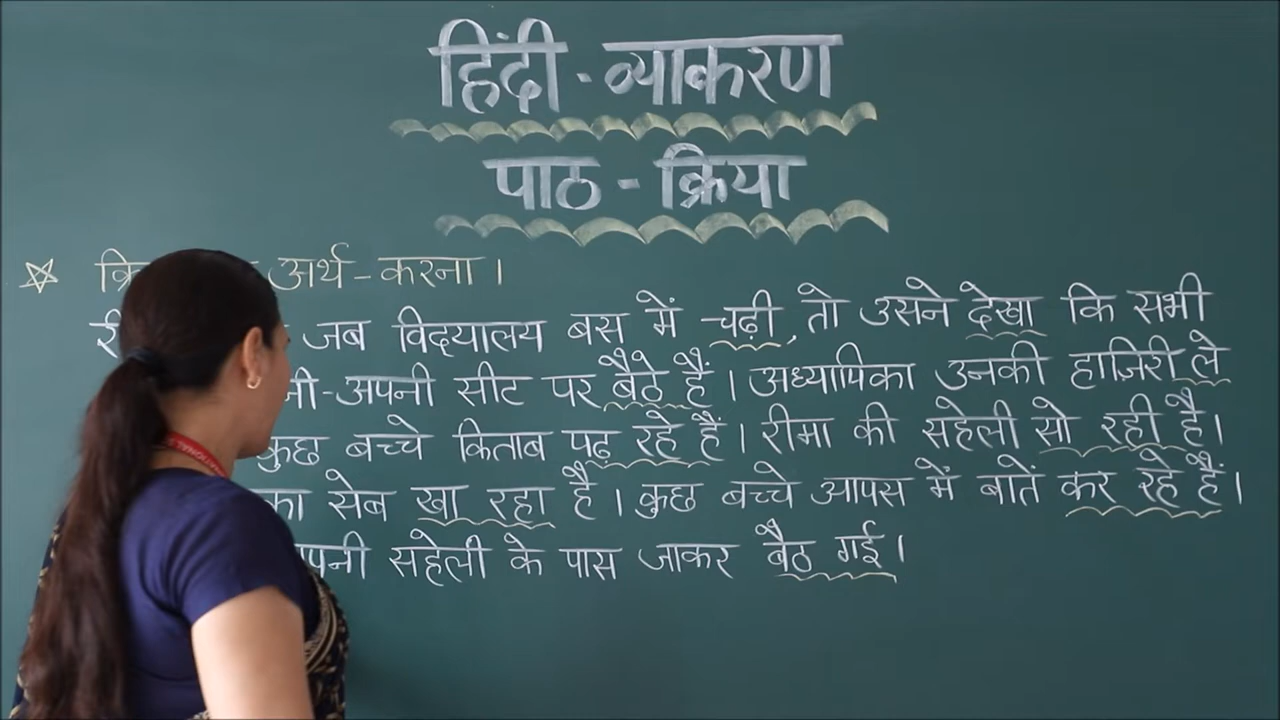 हिंदी - व्याकरण
पाठ - क्रिया
अर्थ - करना ।
जब विद्यालय बस में चढ़ी, तो उसने देखा कि सभी
नी-अपनी सीट पर बैठे हैं । अध्यापिका उनकी हाज़िरी ले
कुछ बच्चे किताब पढ़ रहे हैं । रीमा की सहेली सो रही है ।
का सेब खा रहा है । कुछ बच्चे आपस में बातें कर रहे हैं ।
पनी सहेली के पास जाकर बैठ गई ।